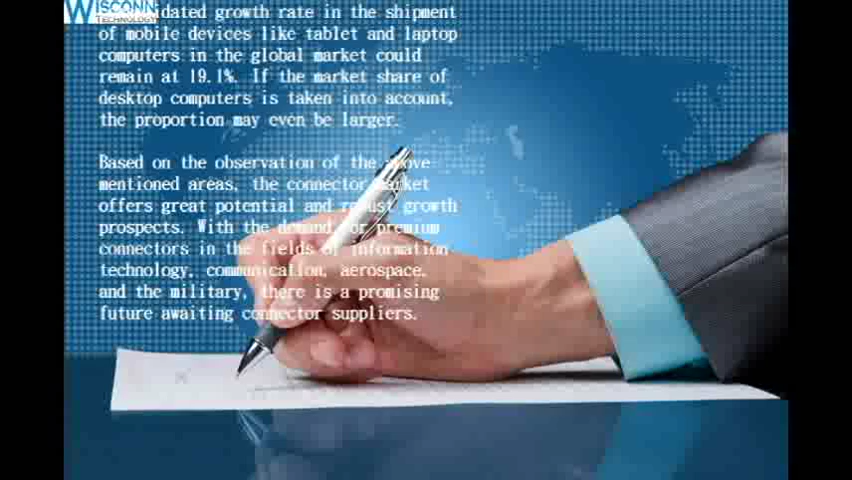 WISCONN
TECHNOLOGY
dated growth rate in the shipment
of mobile devices like tablet and laptop
computers in the global market could
remain at 19.1%. If the market share of
desktop computers is taken into account,
the proportion may even be larger.
Based on the observation of the above
mentioned areas, the connector market
offers great potential and robust growth
prospects. With the demand for premium
connectors in the fields of information
technology, communication, aerospace,
and the military, there is a promising
future awaiting connector suppliers.